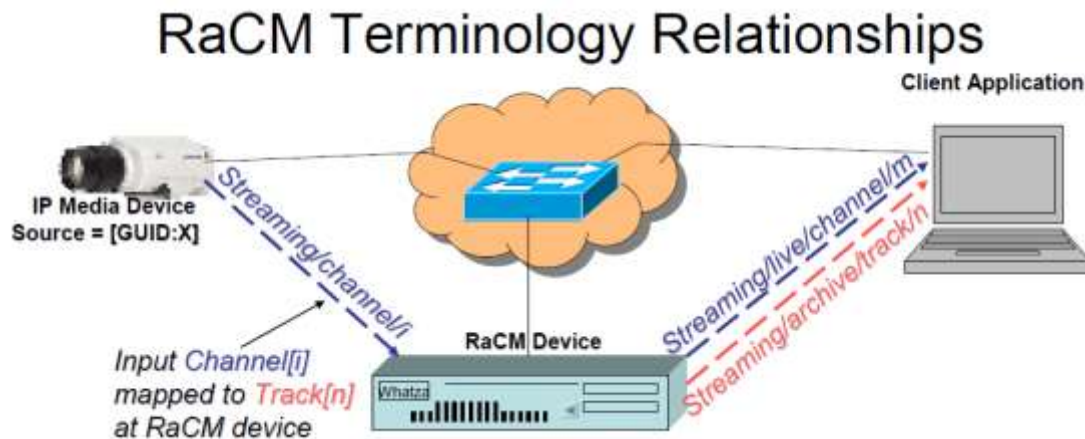 RaCM Terminology Relationships
Client Application
IP Media Device
Source = [GUID:X]
Streaming/channel/i
Streaming/live/channel/m
Streaming/archive/track/n
RaCM Device
Input Channel[i]
mapped to Track[n]
at RaCM device
Whatza